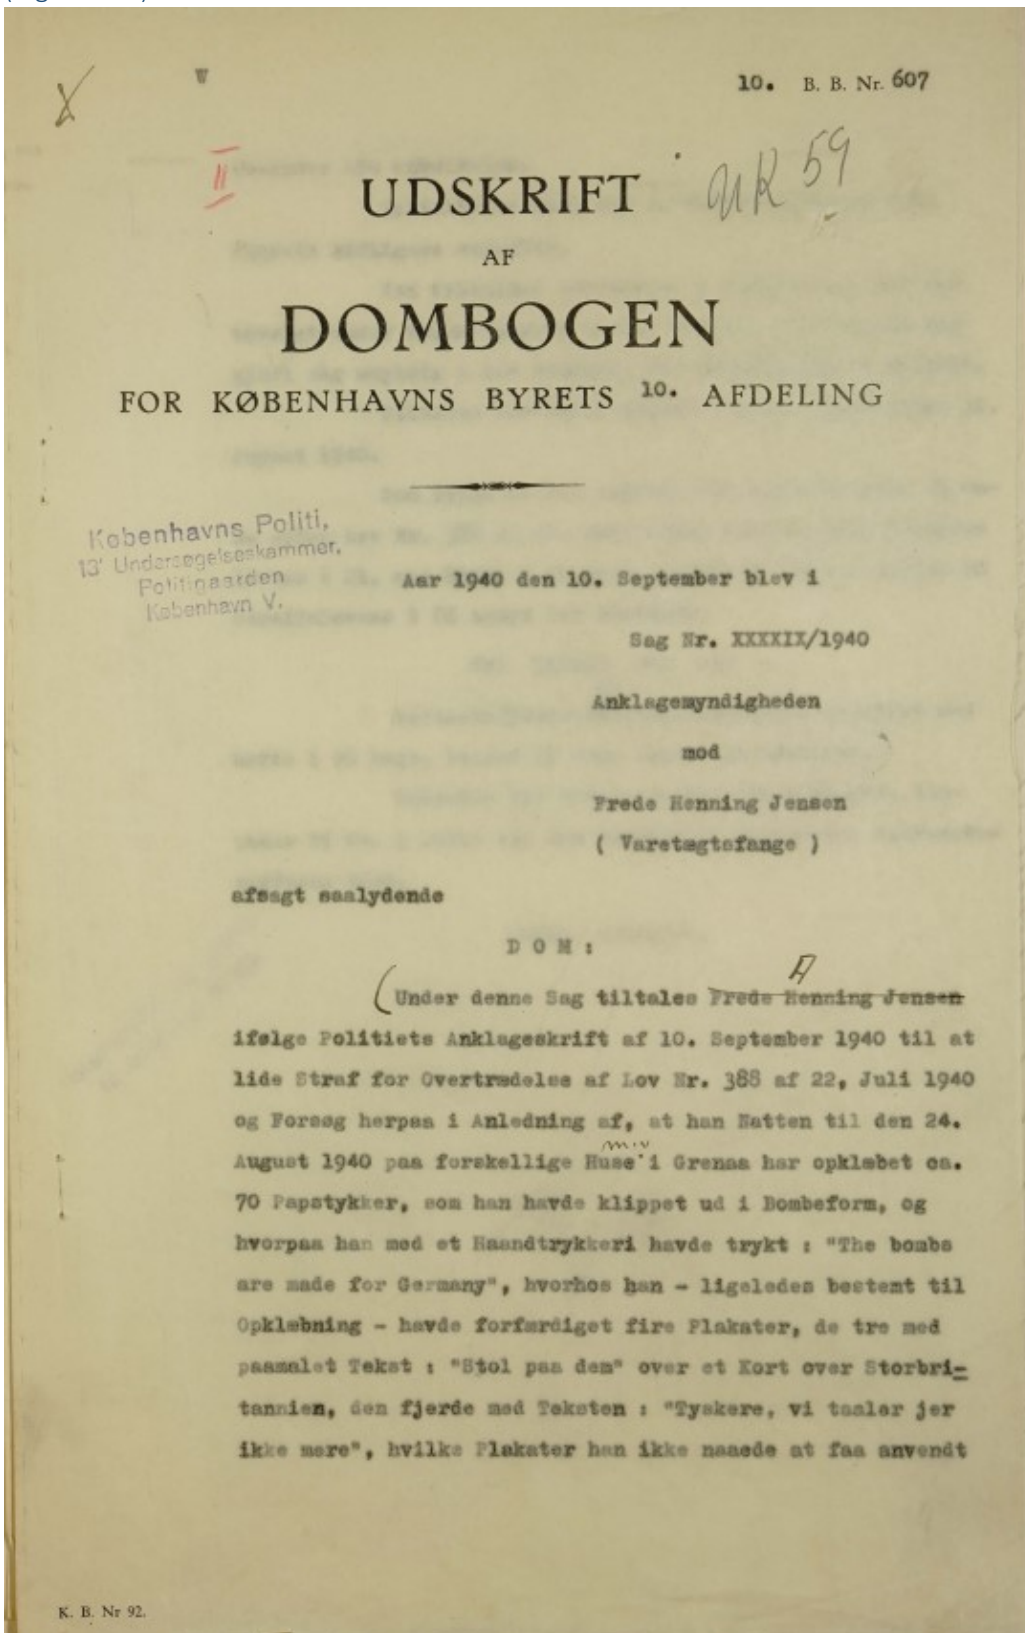 W
10. B. B. Nr. 607
II
UK 59
UDSKRIFT
AF
DOMBOGEN
FOR KØBENHAVNS BYRETS 10. AFDELING
Københavns Politi,
13' Undersøgelseskammer,
Politigaarden
København V.
Aar 1940 den 10. September blev i
Sag Nr. XXXXIX/1940
Anklagemyndigheden
mod
Frede Henning Jensen
( Varetægtsfange )
afsagt saalydende
D O M :
A
(Under denne Sag tiltales Frede Henning Jensen
ifølge Politiets Anklageskrift af 10. September 1940 til at
lide Straf for Overtrædelse af Lov Nr. 388 af 22, Juli 1940
og Forsøg herpaa i Anledning af, at han Natten til den 24.
August 1940 paa forskellige Huse i Grenaa har opklæbet ca.
70 Papstykker, som han havde klippet ud i Bombeform, og
hvorpaa han med et Haandtrykkeri havde trykt : "The bombs
are made for Germany", hvorhos han - ligeledes bestemt til
Opklæbning - havde forfærdiget fire Plakater, de tre med
paamalet Tekst : "Stol paa dem" over et Kort over Storbri-
tannien, den fjerde med Teksten : "Tyskere, vi taaler jer
ikke mere", hvilke Plakater han ikke naaede at faa anvendt
K. B. Nr 92.